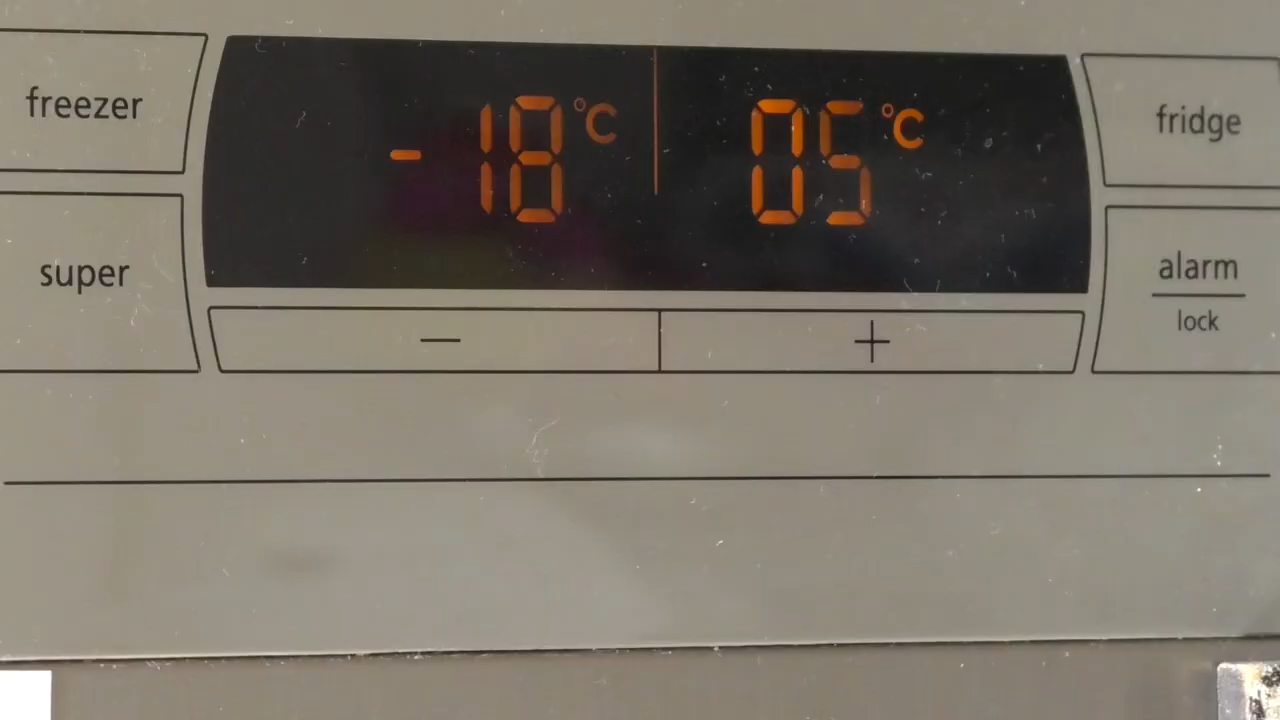 freezer
-18°C
05°C
fridge
super
alarm
lock
—
+